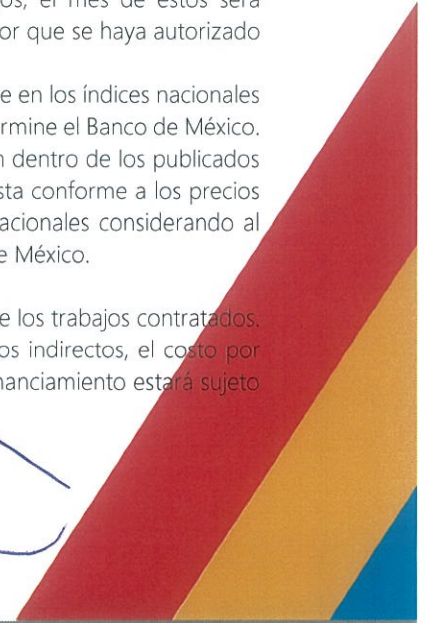 os, el mes de estos será
or que se haya autorizado
e en los índices nacionales
rmine el Banco de México.
n dentro de los publicados
sta conforme a los precios
acionales considerando al
e México.
e los trabajos contratados.
os indirectos, el costo por
nanciamiento estará sujeto